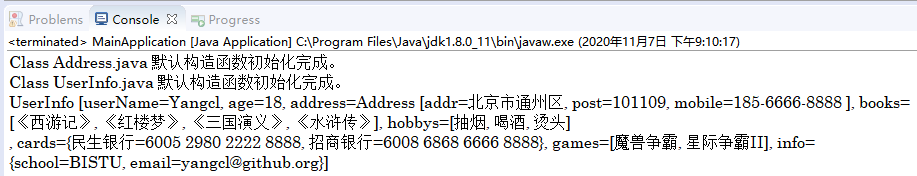 Problems Console Progress
<terminated> MainApplication [Java Application] C:\Program Files\Java\jdk1.8.0_11\bin\javaw.exe (2020年11月7日 下午9:10:17)
Class Address.java 默认构造函数初始化完成。
Class UserInfo.java 默认构造函数初始化完成。
UserInfo [userName=Yangcl, age=18, address=Address [addr=北京市通州区, post=101109, mobile=185-6666-8888 ], books=
[《西游记》, 《红楼梦》, 《三国演义》, 《水浒传》], hobbys=[抽烟, 喝酒, 烫头]
, cards={民生银行=6005 2980 2222 8888, 招商银行=6008 6868 6666 8888}, games=[魔兽争霸, 星际争霸II], info=
{school=BISTU, email=yangcl@github.org}]